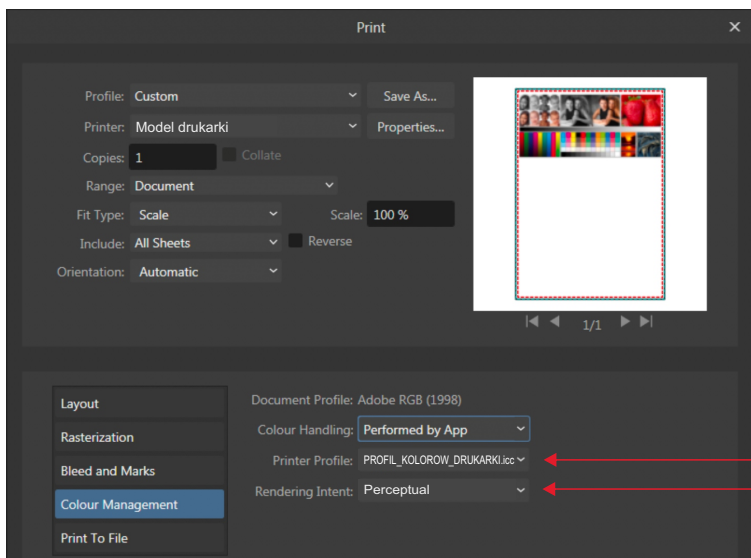 Print
Profile: Custom Save As...
Printer: Model drukarki Properties...
Copies: 1 Collate
Range: Document
Fit Type: Scale Scale: 100 %
Include: All Sheets Reverse
Orientation: Automatic
1/1
Layout
Rasterization
Bleed and Marks
Colour Management
Print To File
Document Profile: Adobe RGB (1998)
Colour Handling: Performed by App
Printer Profile: PROFIL_KOLOROW_DRUKARKI.icc
Rendering Intent: Perceptual